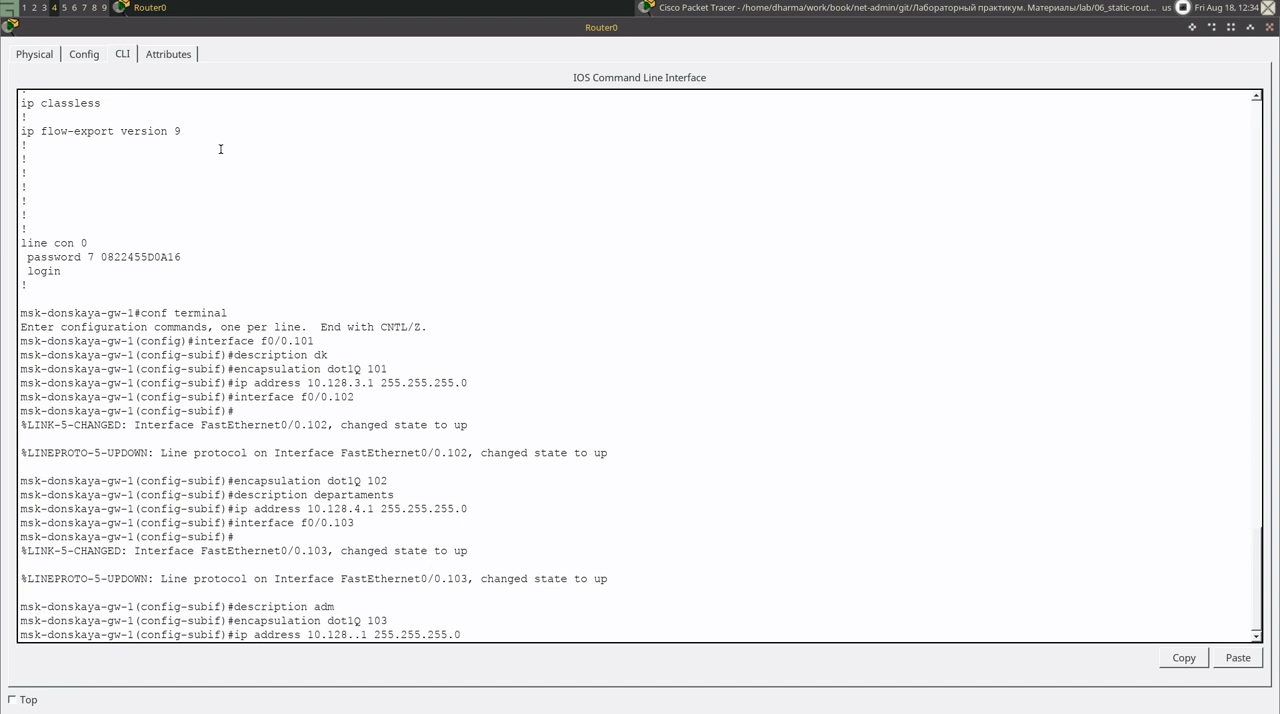 1 2 3 4 5 6 7 8 9 Router0 Cisco Packet Tracer - /home/dharma/work/book/net-admin/git/Лабораторный практикум. Материалы/lab/06_static-rout... us Fri Aug 18, 12:34
Router0
Physical Config CLI Attributes
IOS Command Line Interface
!
ip classless
!
ip flow-export version 9
!
!
!
!
!
!
!
line con 0
password 7 0822455D0A16
login
!
msk-donskaya-gw-1#conf terminal
Enter configuration commands, one per line.  End with CNTL/Z.
msk-donskaya-gw-1(config)#interface f0/0.101
msk-donskaya-gw-1(config-subif)#description dk
msk-donskaya-gw-1(config-subif)#encapsulation dot1Q 101
msk-donskaya-gw-1(config-subif)#ip address 10.128.3.1 255.255.255.0
msk-donskaya-gw-1(config-subif)#interface f0/0.102
msk-donskaya-gw-1(config-subif)#
%LINK-5-CHANGED: Interface FastEthernet0/0.102, changed state to up
%LINEPROTO-5-UPDOWN: Line protocol on Interface FastEthernet0/0.102, changed state to up
msk-donskaya-gw-1(config-subif)#encapsulation dot1Q 102
msk-donskaya-gw-1(config-subif)#description departaments
msk-donskaya-gw-1(config-subif)#ip address 10.128.4.1 255.255.255.0
msk-donskaya-gw-1(config-subif)#interface f0/0.103
msk-donskaya-gw-1(config-subif)#
%LINK-5-CHANGED: Interface FastEthernet0/0.103, changed state to up
%LINEPROTO-5-UPDOWN: Line protocol on Interface FastEthernet0/0.103, changed state to up
msk-donskaya-gw-1(config-subif)#description adm
msk-donskaya-gw-1(config-subif)#encapsulation dot1Q 103
msk-donskaya-gw-1(config-subif)#ip address 10.128..1 255.255.255.0
Copy Paste
Top